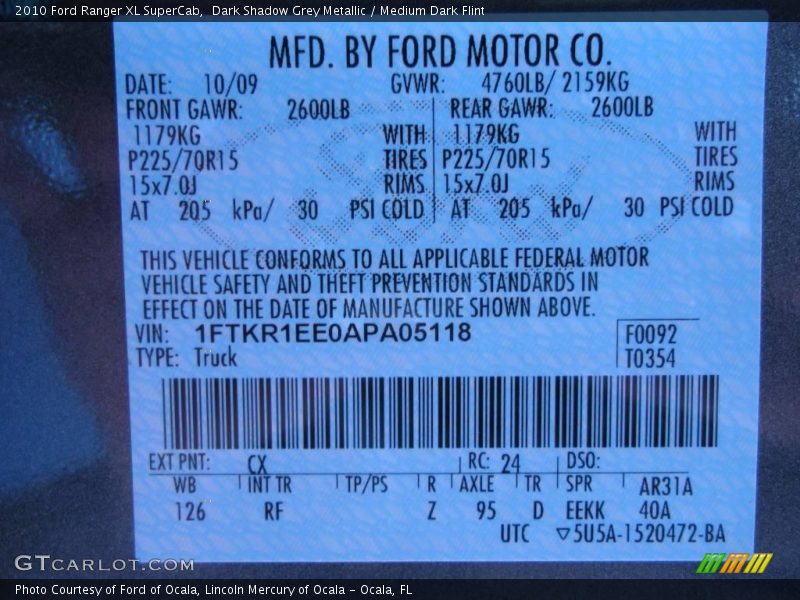 2010 Ford Ranger XL SuperCab,  Dark Shadow Grey Metallic / Medium Dark Flint
MFD. BY FORD MOTOR CO.
DATE: 10/09 GVWR: 4760LB/ 2159KG
FRONT GAWR: 2600LB REAR GAWR: 2600LB
1179KG WITH 1179KG WITH
P225/70R15 TIRES P225/70R15 TIRES
15x7.0J RIMS 15x7.0J RIMS
AT 205 kPa/ 30 PSI COLD AT 205 kPa/ 30 PSI COLD
THIS VEHICLE CONFORMS TO ALL APPLICABLE FEDERAL MOTOR
VEHICLE SAFETY AND THEFT PREVENTION STANDARDS IN
EFFECT ON THE DATE OF MANUFACTURE SHOWN ABOVE.
VIN: 1FTKR1EE0APA05118 F0092
TYPE: Truck T0354
EXT PNT: CX RC: 24 DSO:
WB INT TR TP/PS R AXLE TR SPR AR31A
126 RF Z 95 D EEKK 40A
UTC ▽5U5A-1520472-BA
GTCARLOT.COM
Photo Courtesy of Ford of Ocala, Lincoln Mercury of Ocala – Ocala, FL